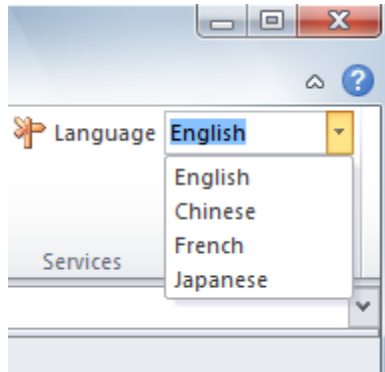 Language English
English
Chinese
French
Japanese
Services